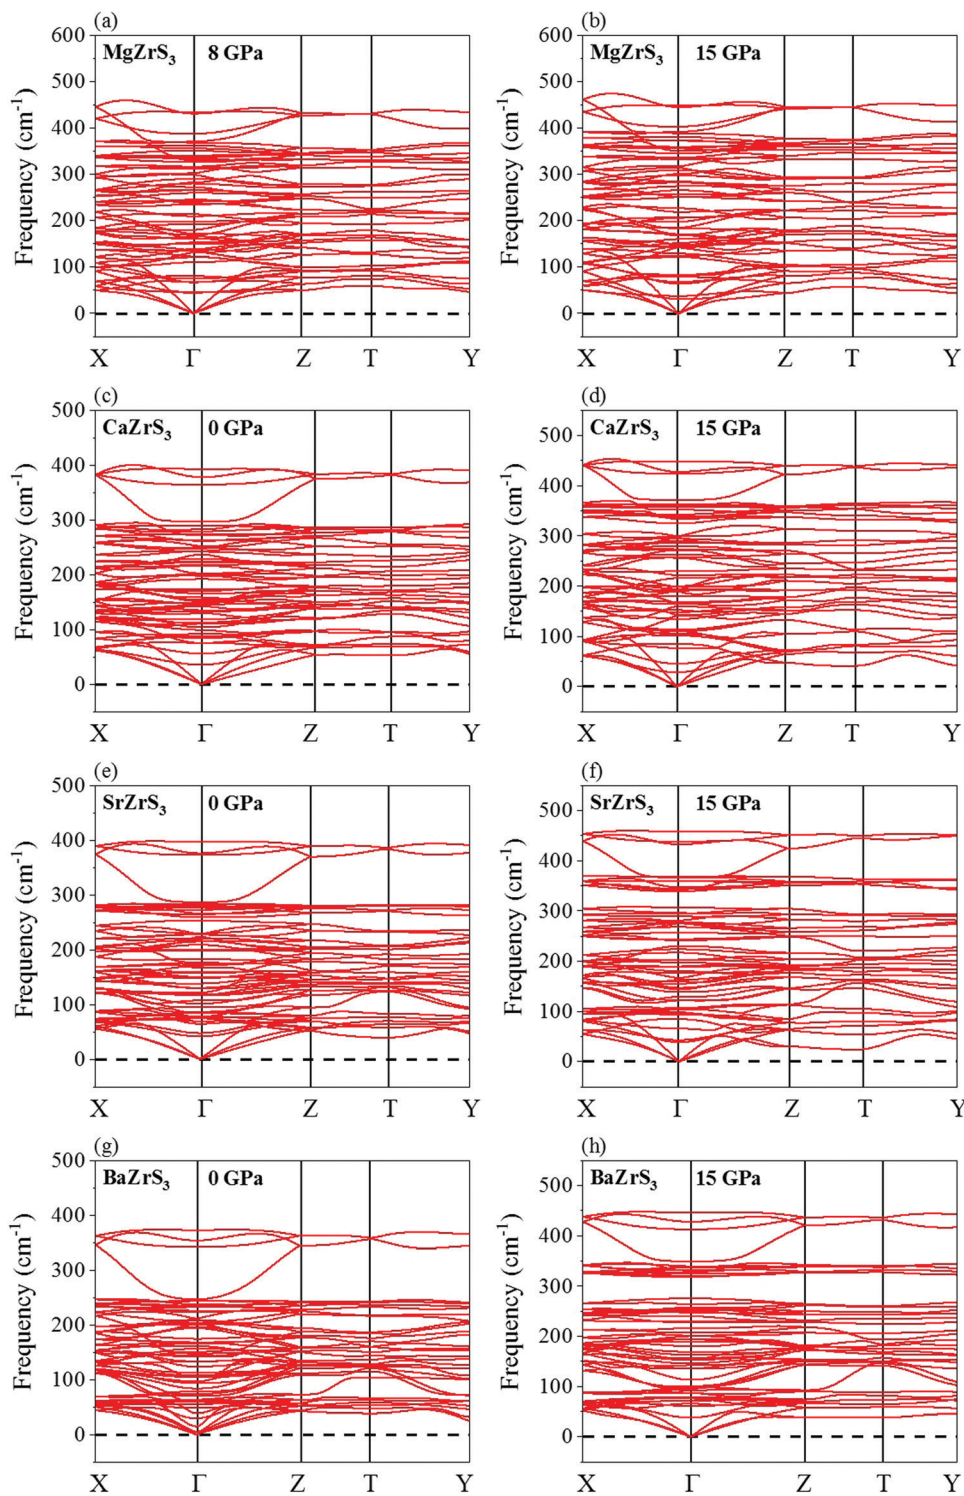 (a)
MgZrS₃ 8 GPa
Frequency (cm⁻¹)
600
500
400
300
200
100
0
X Γ Z T Y
(b)
MgZrS₃ 15 GPa
Frequency (cm⁻¹)
600
500
400
300
200
100
0
X Γ Z T Y
(c)
CaZrS₃ 0 GPa
Frequency (cm⁻¹)
500
400
300
200
100
0
X Γ Z T Y
(d)
CaZrS₃ 15 GPa
Frequency (cm⁻¹)
500
400
300
200
100
0
X Γ Z T Y
(e)
SrZrS₃ 0 GPa
Frequency (cm⁻¹)
500
400
300
200
100
0
X Γ Z T Y
(f)
SrZrS₃ 15 GPa
Frequency (cm⁻¹)
500
400
300
200
100
0
X Γ Z T Y
(g)
BaZrS₃ 0 GPa
Frequency (cm⁻¹)
500
400
300
200
100
0
X Γ Z T Y
(h)
BaZrS₃ 15 GPa
Frequency (cm⁻¹)
500
400
300
200
100
0
X Γ Z T Y